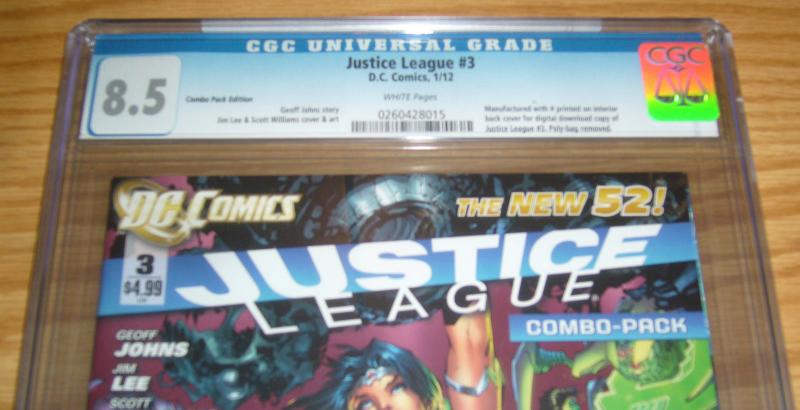 CGC UNIVERSAL GRADE
8.5
Justice League #3
D.C. Comics, 1/12
Combo Pack Edition
WHITE Pages
Geoff Johns story
Jim Lee & Scott Williams cover & art
0260428015
Manufactured with # printed on interior
back cover for digital download copy of
Justice League #3. Poly-bag removed.
CGC
DC COMICS
THE NEW 52!
3
$4.99
JUSTICE
LEAGUE
COMBO-PACK
GEOFF
JOHNS
JIM
LEE
SCOTT